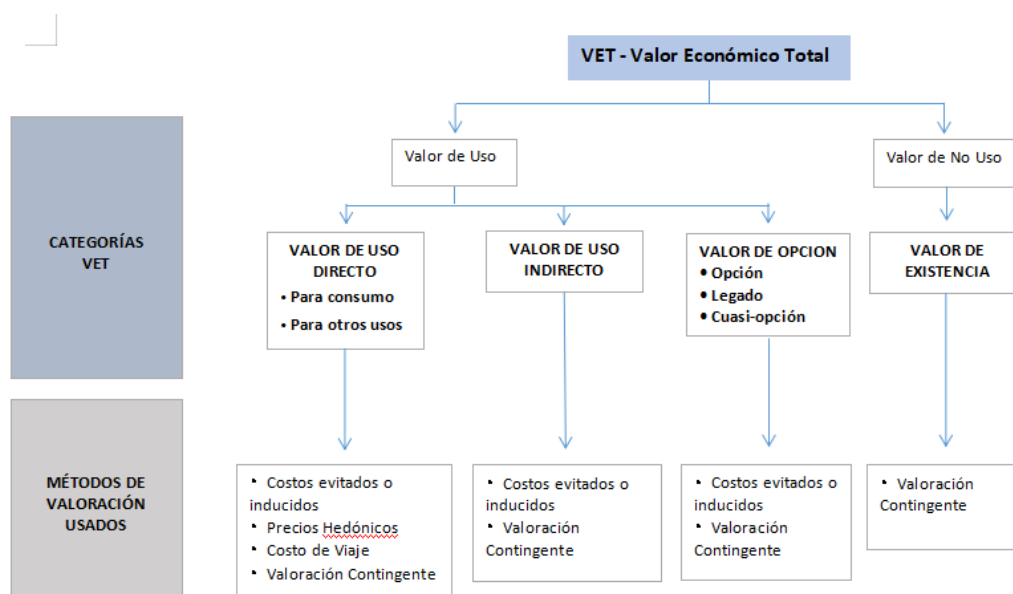 VET - Valor Económico Total
Valor de Uso
Valor de No Uso
CATEGORÍAS
VET
VALOR DE USO
DIRECTO
• Para consumo
• Para otros usos
VALOR DE USO
INDIRECTO
VALOR DE OPCION
• Opción
• Legado
• Cuasi-opción
VALOR DE
EXISTENCIA
MÉTODOS DE
VALORACIÓN
USADOS
• Costos evitados o
inducidos
• Precios Hedónicos
• Costo de Viaje
• Valoración Contingente
• Costos evitados o
inducidos
• Valoración
Contingente
• Costos evitados o
inducidos
• Valoración
Contingente
• Valoración
Contingente